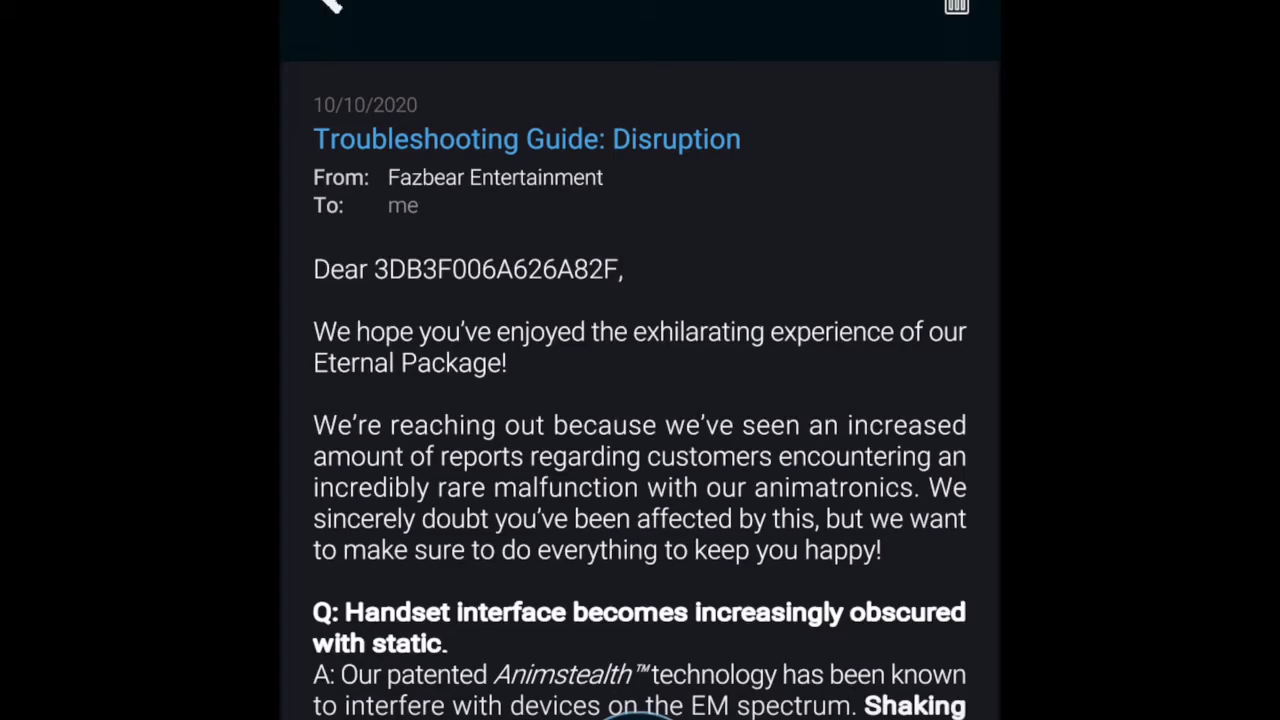 10/10/2020
Troubleshooting Guide: Disruption
From: Fazbear Entertainment
To: me
Dear 3DB3F006A626A82F,
We hope you’ve enjoyed the exhilarating experience of our
Eternal Package!
We’re reaching out because we’ve seen an increased
amount of reports regarding customers encountering an
incredibly rare malfunction with our animatronics. We
sincerely doubt you’ve been affected by this, but we want
to make sure to do everything to keep you happy!
Q: Handset interface becomes increasingly obscured
with static.
A: Our patented Animstealth™ technology has been known
to interfere with devices on the EM spectrum. Shaking